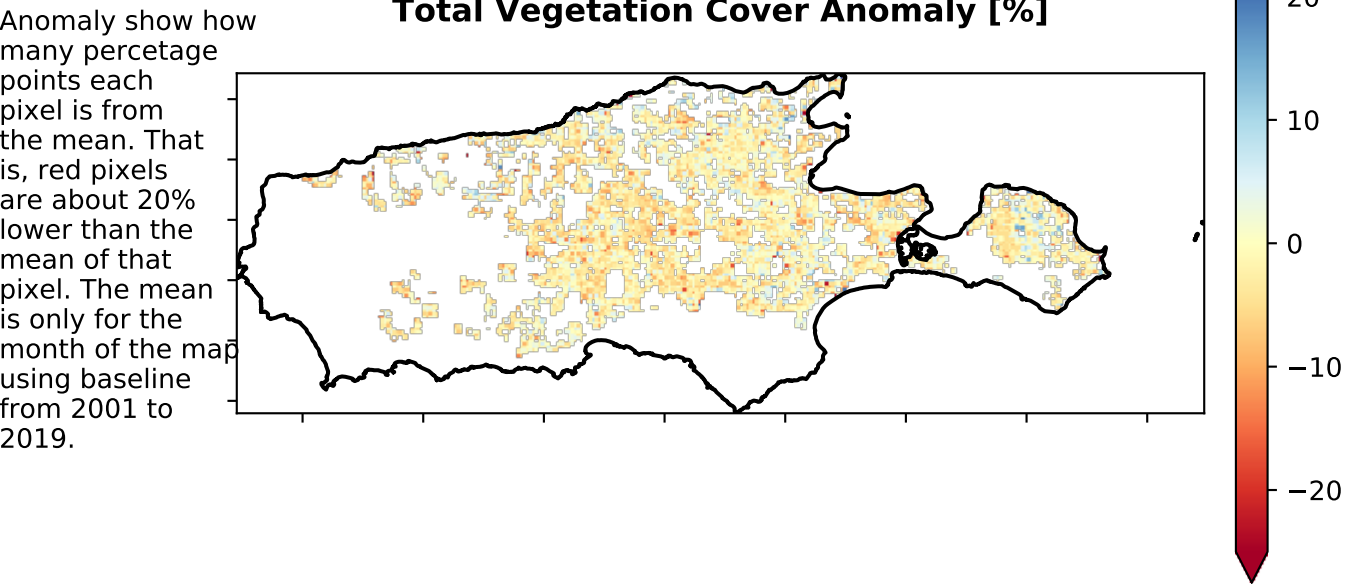 Total Vegetation Cover Anomaly [%]
Anomaly show how
many percetage
points each
pixel is from
the mean. That
is, red pixels
are about 20%
lower than the
mean of that
pixel. The mean
is only for the
month of the map
using baseline
from 2001 to
2019.
20
10
0
−10
−20